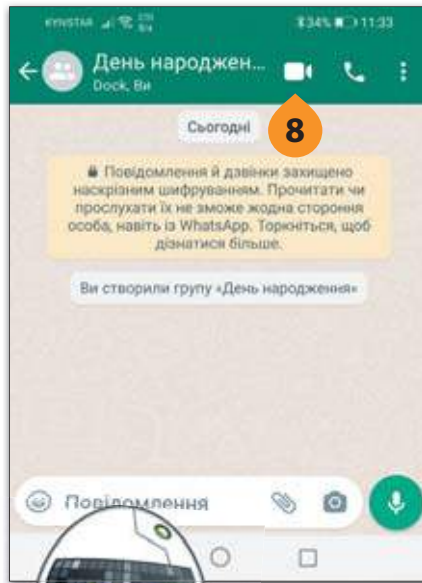 KYIVSTAR 34% 11:33
День народжен...
Dock, Ви
Сьогодні
8
Повідомлення й дзвінки захищено
наскрізним шифруванням. Прочитати чи
прослухати їх не зможе жодна стороння
особа, навіть із WhatsApp. Торкніться, щоб
дізнатися більше.
Ви створили групу «День народження»
Повідомлення